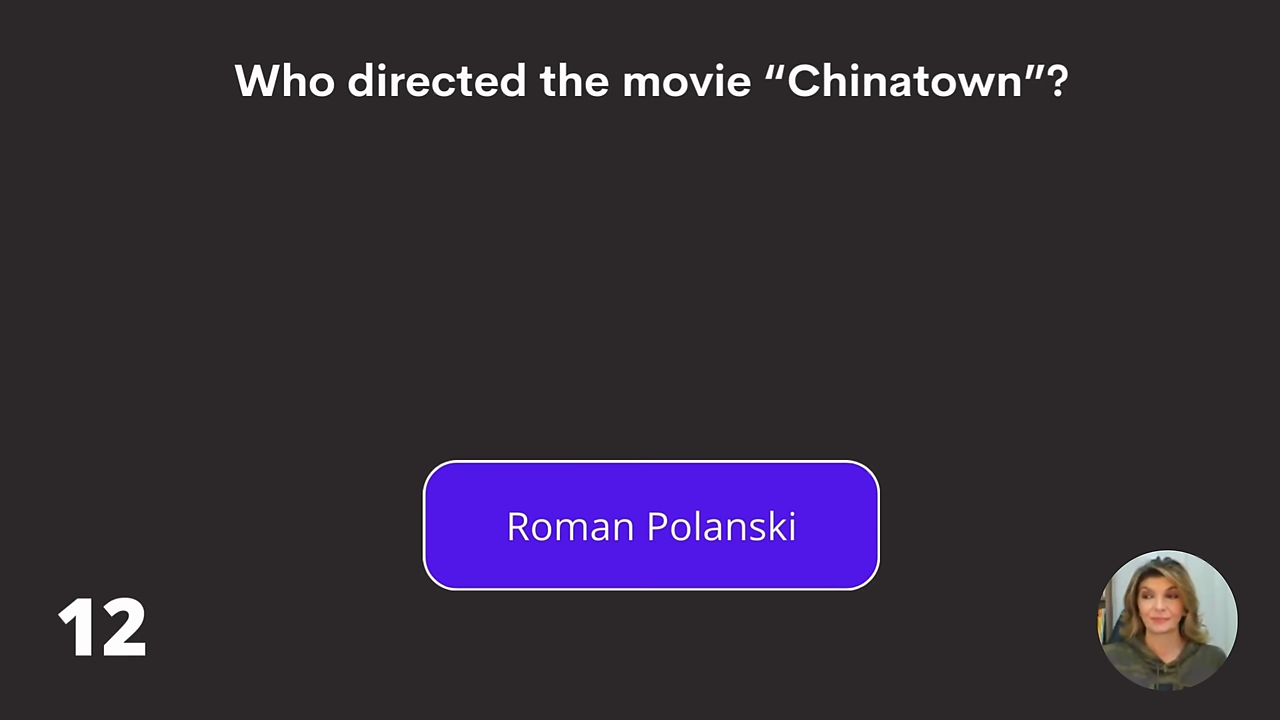 Who directed the movie “Chinatown”?
Roman Polanski
12